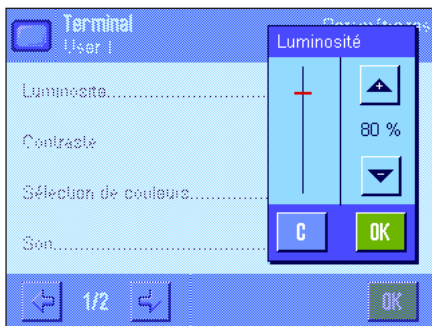 Terminal
Paramètres
User 1
Luminosité
Luminosité
Contraste
80 %
Sélection de couleurs
Son
C
OK
1/2
OK